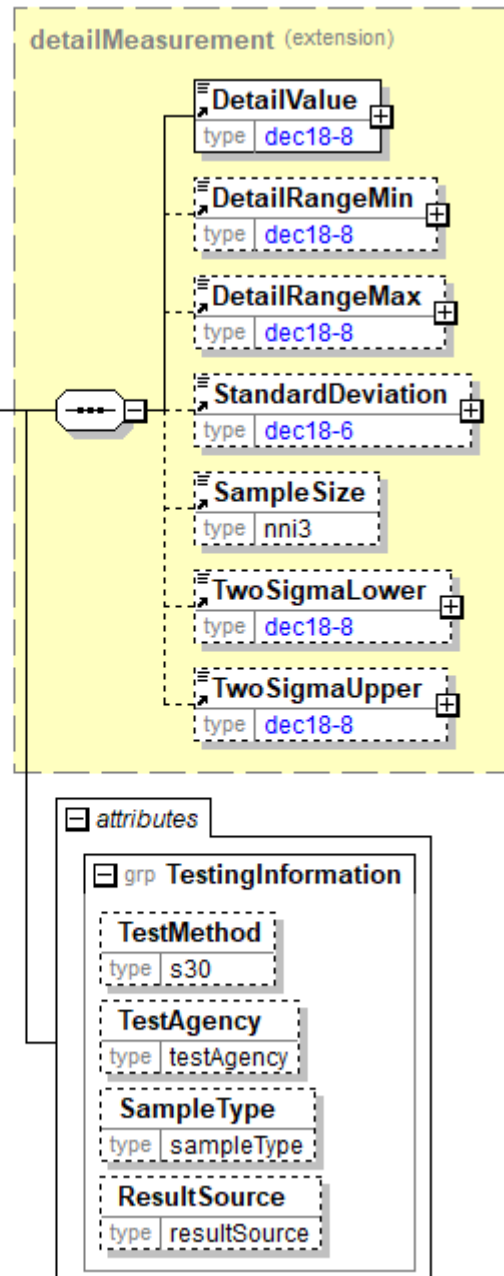 detailMeasurement (extension)
DetailValue
type dec18-8
DetailRangeMin
type dec18-8
DetailRangeMax
type dec18-8
StandardDeviation
type dec18-6
SampleSize
type nni3
TwoSigmaLower
type dec18-8
TwoSigmaUpper
type dec18-8
attributes
grp TestingInformation
TestMethod
type s30
TestAgency
type testAgency
SampleType
type sampleType
ResultSource
type resultSource